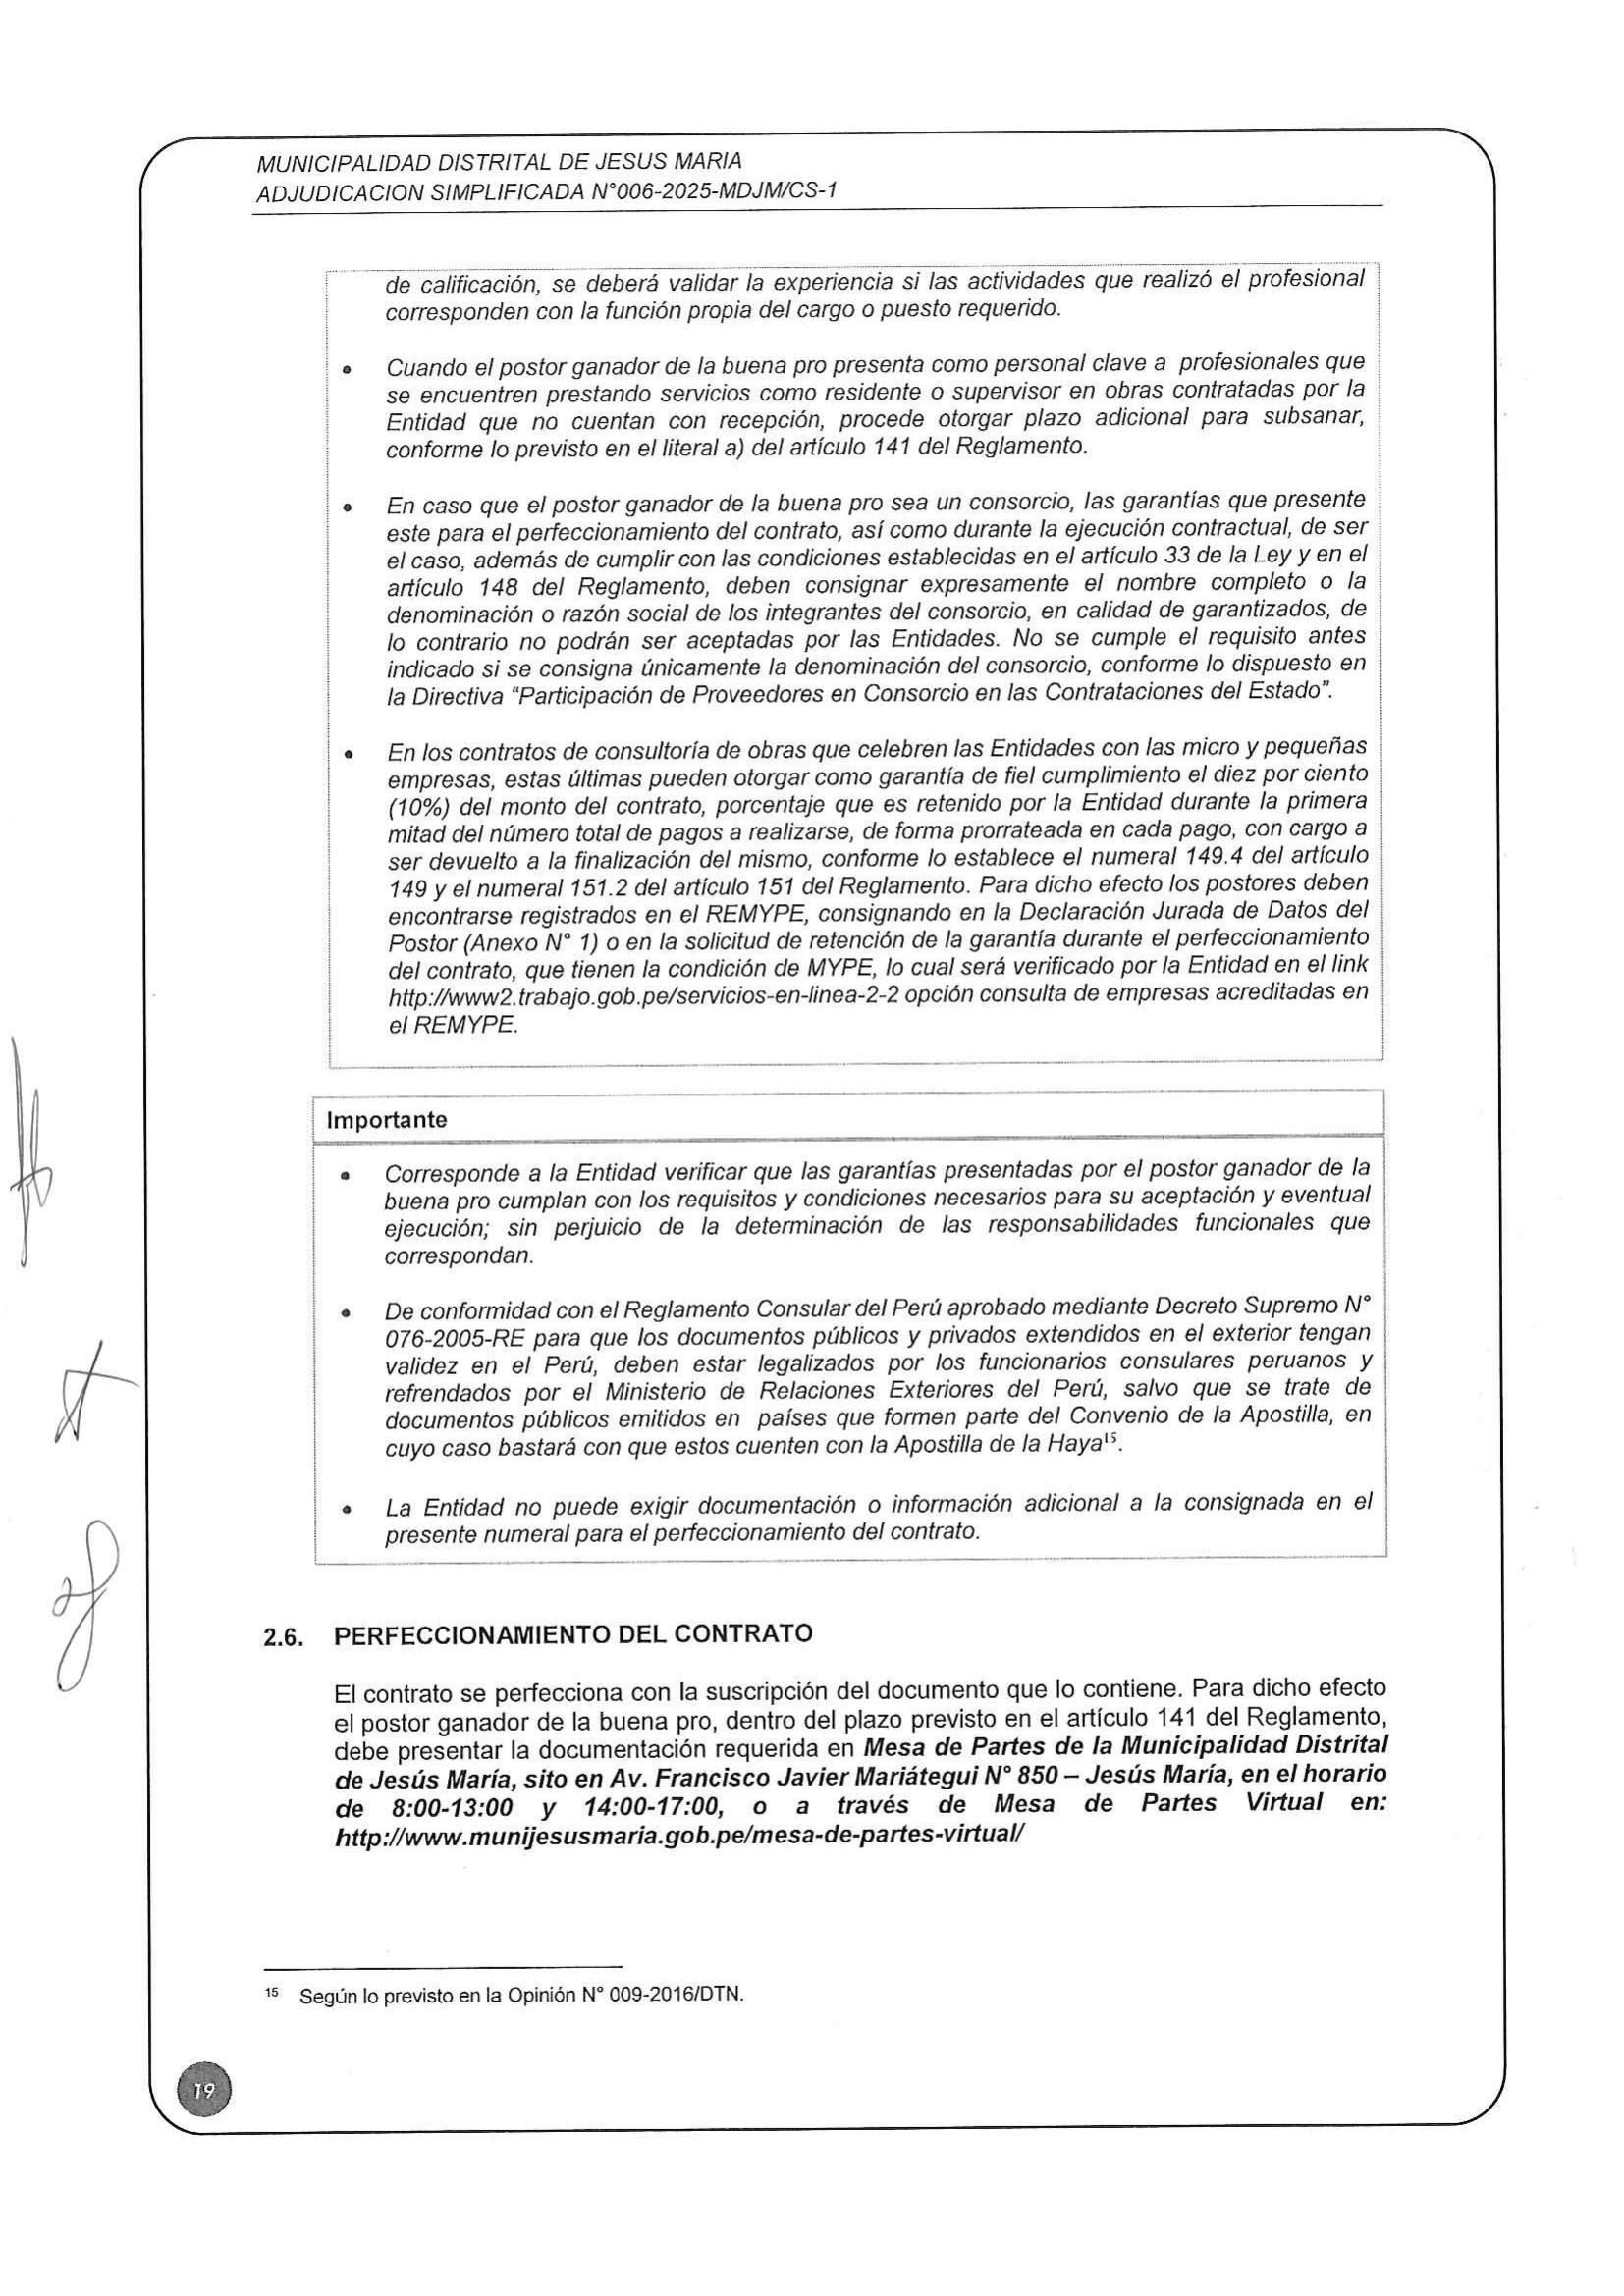 MUNICIPALIDAD DISTRITAL DE JESUS MARIA
ADJUDICACION SIMPLIFICADA N°006-2025-MDJM/CS-1
de calificación, se deberá validar la experiencia si las actividades que realizó el profesional
corresponden con la función propia del cargo o puesto requerido.
• Cuando el postor ganador de la buena pro presenta como personal clave a profesionales que
se encuentren prestando servicios como residente o supervisor en obras contratadas por la
Entidad que no cuentan con recepción, procede otorgar plazo adicional para subsanar,
conforme lo previsto en el literal a) del artículo 141 del Reglamento.
• En caso que el postor ganador de la buena pro sea un consorcio, las garantías que presente
este para el perfeccionamiento del contrato, así como durante la ejecución contractual, de ser
el caso, además de cumplir con las condiciones establecidas en el artículo 33 de la Ley y en el
artículo 148 del Reglamento, deben consignar expresamente el nombre completo o la
denominación o razón social de los integrantes del consorcio, en calidad de garantizados, de
lo contrario no podrán ser aceptadas por las Entidades. No se cumple el requisito antes
indicado si se consigna únicamente la denominación del consorcio, conforme lo dispuesto en
la Directiva “Participación de Proveedores en Consorcio en las Contrataciones del Estado”.
• En los contratos de consultoría de obras que celebren las Entidades con las micro y pequeñas
empresas, estas últimas pueden otorgar como garantía de fiel cumplimiento el diez por ciento
(10%) del monto del contrato, porcentaje que es retenido por la Entidad durante la primera
mitad del número total de pagos a realizarse, de forma prorrateada en cada pago, con cargo a
ser devuelto a la finalización del mismo, conforme lo establece el numeral 149.4 del artículo
149 y el numeral 151.2 del artículo 151 del Reglamento. Para dicho efecto los postores deben
encontrarse registrados en el REMYPE, consignando en la Declaración Jurada de Datos del
Postor (Anexo N° 1) o en la solicitud de retención de la garantía durante el perfeccionamiento
del contrato, que tienen la condición de MYPE, lo cual será verificado por la Entidad en el link
http://www2.trabajo.gob.pe/servicios-en-linea-2-2 opción consulta de empresas acreditadas en
el REMYPE.
Importante
• Corresponde a la Entidad verificar que las garantías presentadas por el postor ganador de la
buena pro cumplan con los requisitos y condiciones necesarios para su aceptación y eventual
ejecución; sin perjuicio de la determinación de las responsabilidades funcionales que
correspondan.
• De conformidad con el Reglamento Consular del Perú aprobado mediante Decreto Supremo N°
076-2005-RE para que los documentos públicos y privados extendidos en el exterior tengan
validez en el Perú, deben estar legalizados por los funcionarios consulares peruanos y
refrendados por el Ministerio de Relaciones Exteriores del Perú, salvo que se trate de
documentos públicos emitidos en países que formen parte del Convenio de la Apostilla, en
cuyo caso bastará con que estos cuenten con la Apostilla de la Haya¹⁵.
• La Entidad no puede exigir documentación o información adicional a la consignada en el
presente numeral para el perfeccionamiento del contrato.
2.6. PERFECCIONAMIENTO DEL CONTRATO
El contrato se perfecciona con la suscripción del documento que lo contiene. Para dicho efecto
el postor ganador de la buena pro, dentro del plazo previsto en el artículo 141 del Reglamento,
debe presentar la documentación requerida en Mesa de Partes de la Municipalidad Distrital
de Jesús María, sito en Av. Francisco Javier Mariátegui N° 850 – Jesús María, en el horario
de 8:00-13:00 y 14:00-17:00, o a través de Mesa de Partes Virtual en:
http://www.munijesusmaria.gob.pe/mesa-de-partes-virtual/
¹⁵ Según lo previsto en la Opinión N° 009-2016/DTN.
19